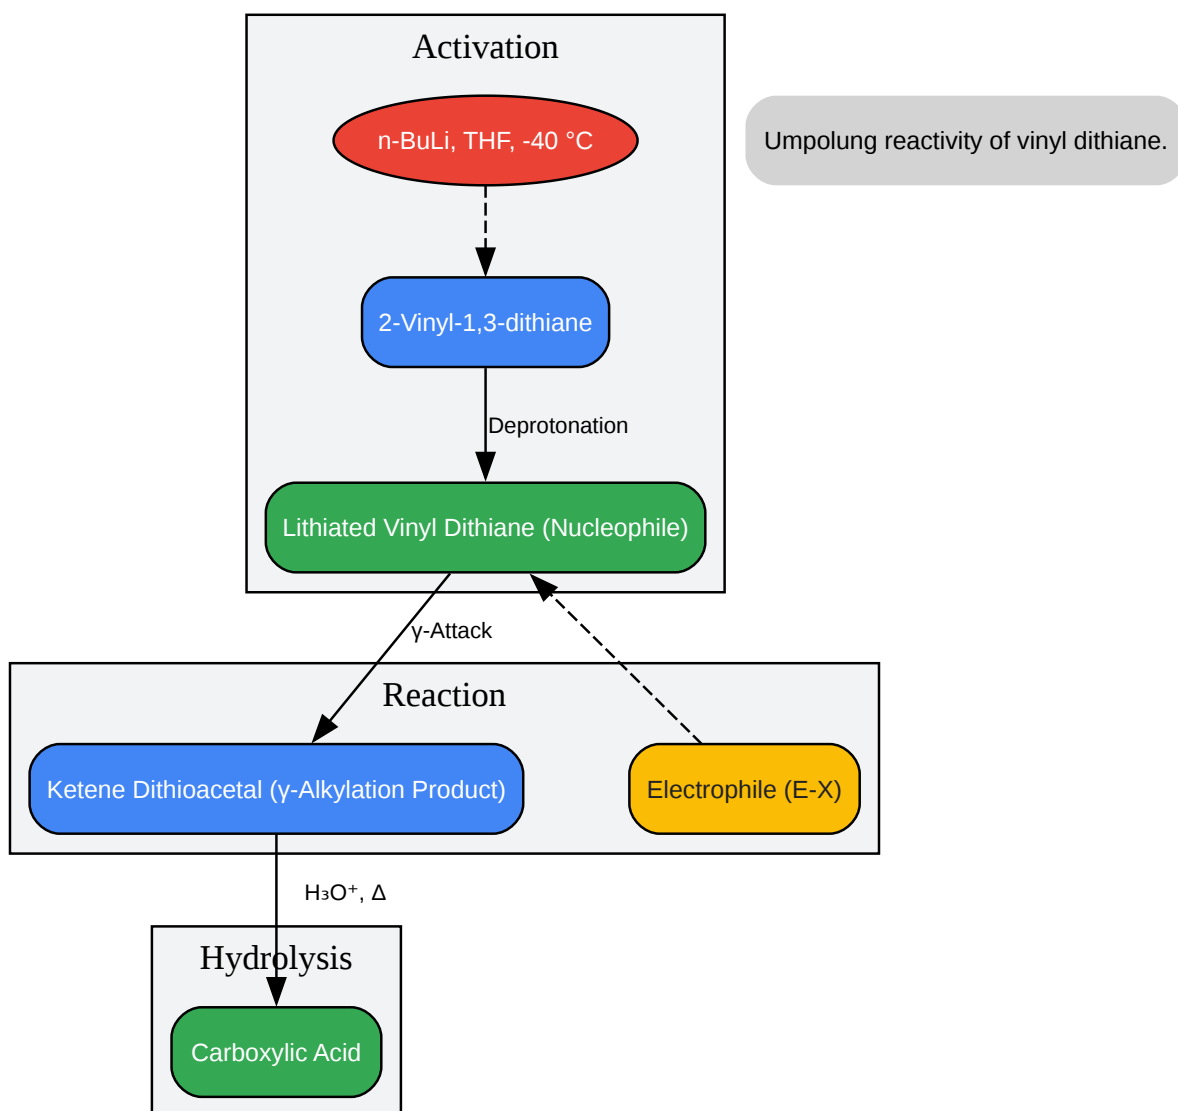 Activation
n-BuLi, THF, -40 °C
Umpolung reactivity of vinyl dithiane.
2-Vinyl-1,3-dithiane
Deprotonation
Lithiated Vinyl Dithiane (Nucleophile)
γ-Attack
Reaction
Ketene Dithioacetal (γ-Alkylation Product)
Electrophile (E-X)
H₃O⁺, Δ
Hydrolysis
Carboxylic Acid